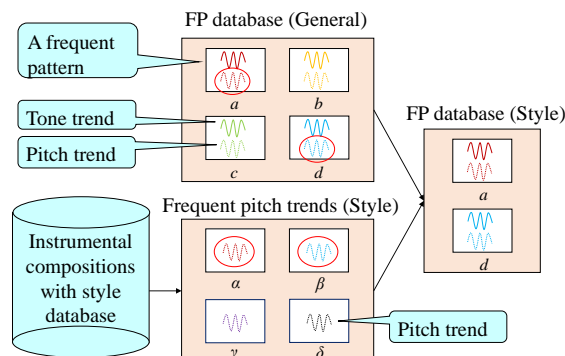 FP database (General)
A frequent
pattern
a
b
Tone trend
Pitch trend
c
d
FP database (Style)
a
d
Frequent pitch trends (Style)
Instrumental
compositions
with style
database
α
β
γ
δ
Pitch trend